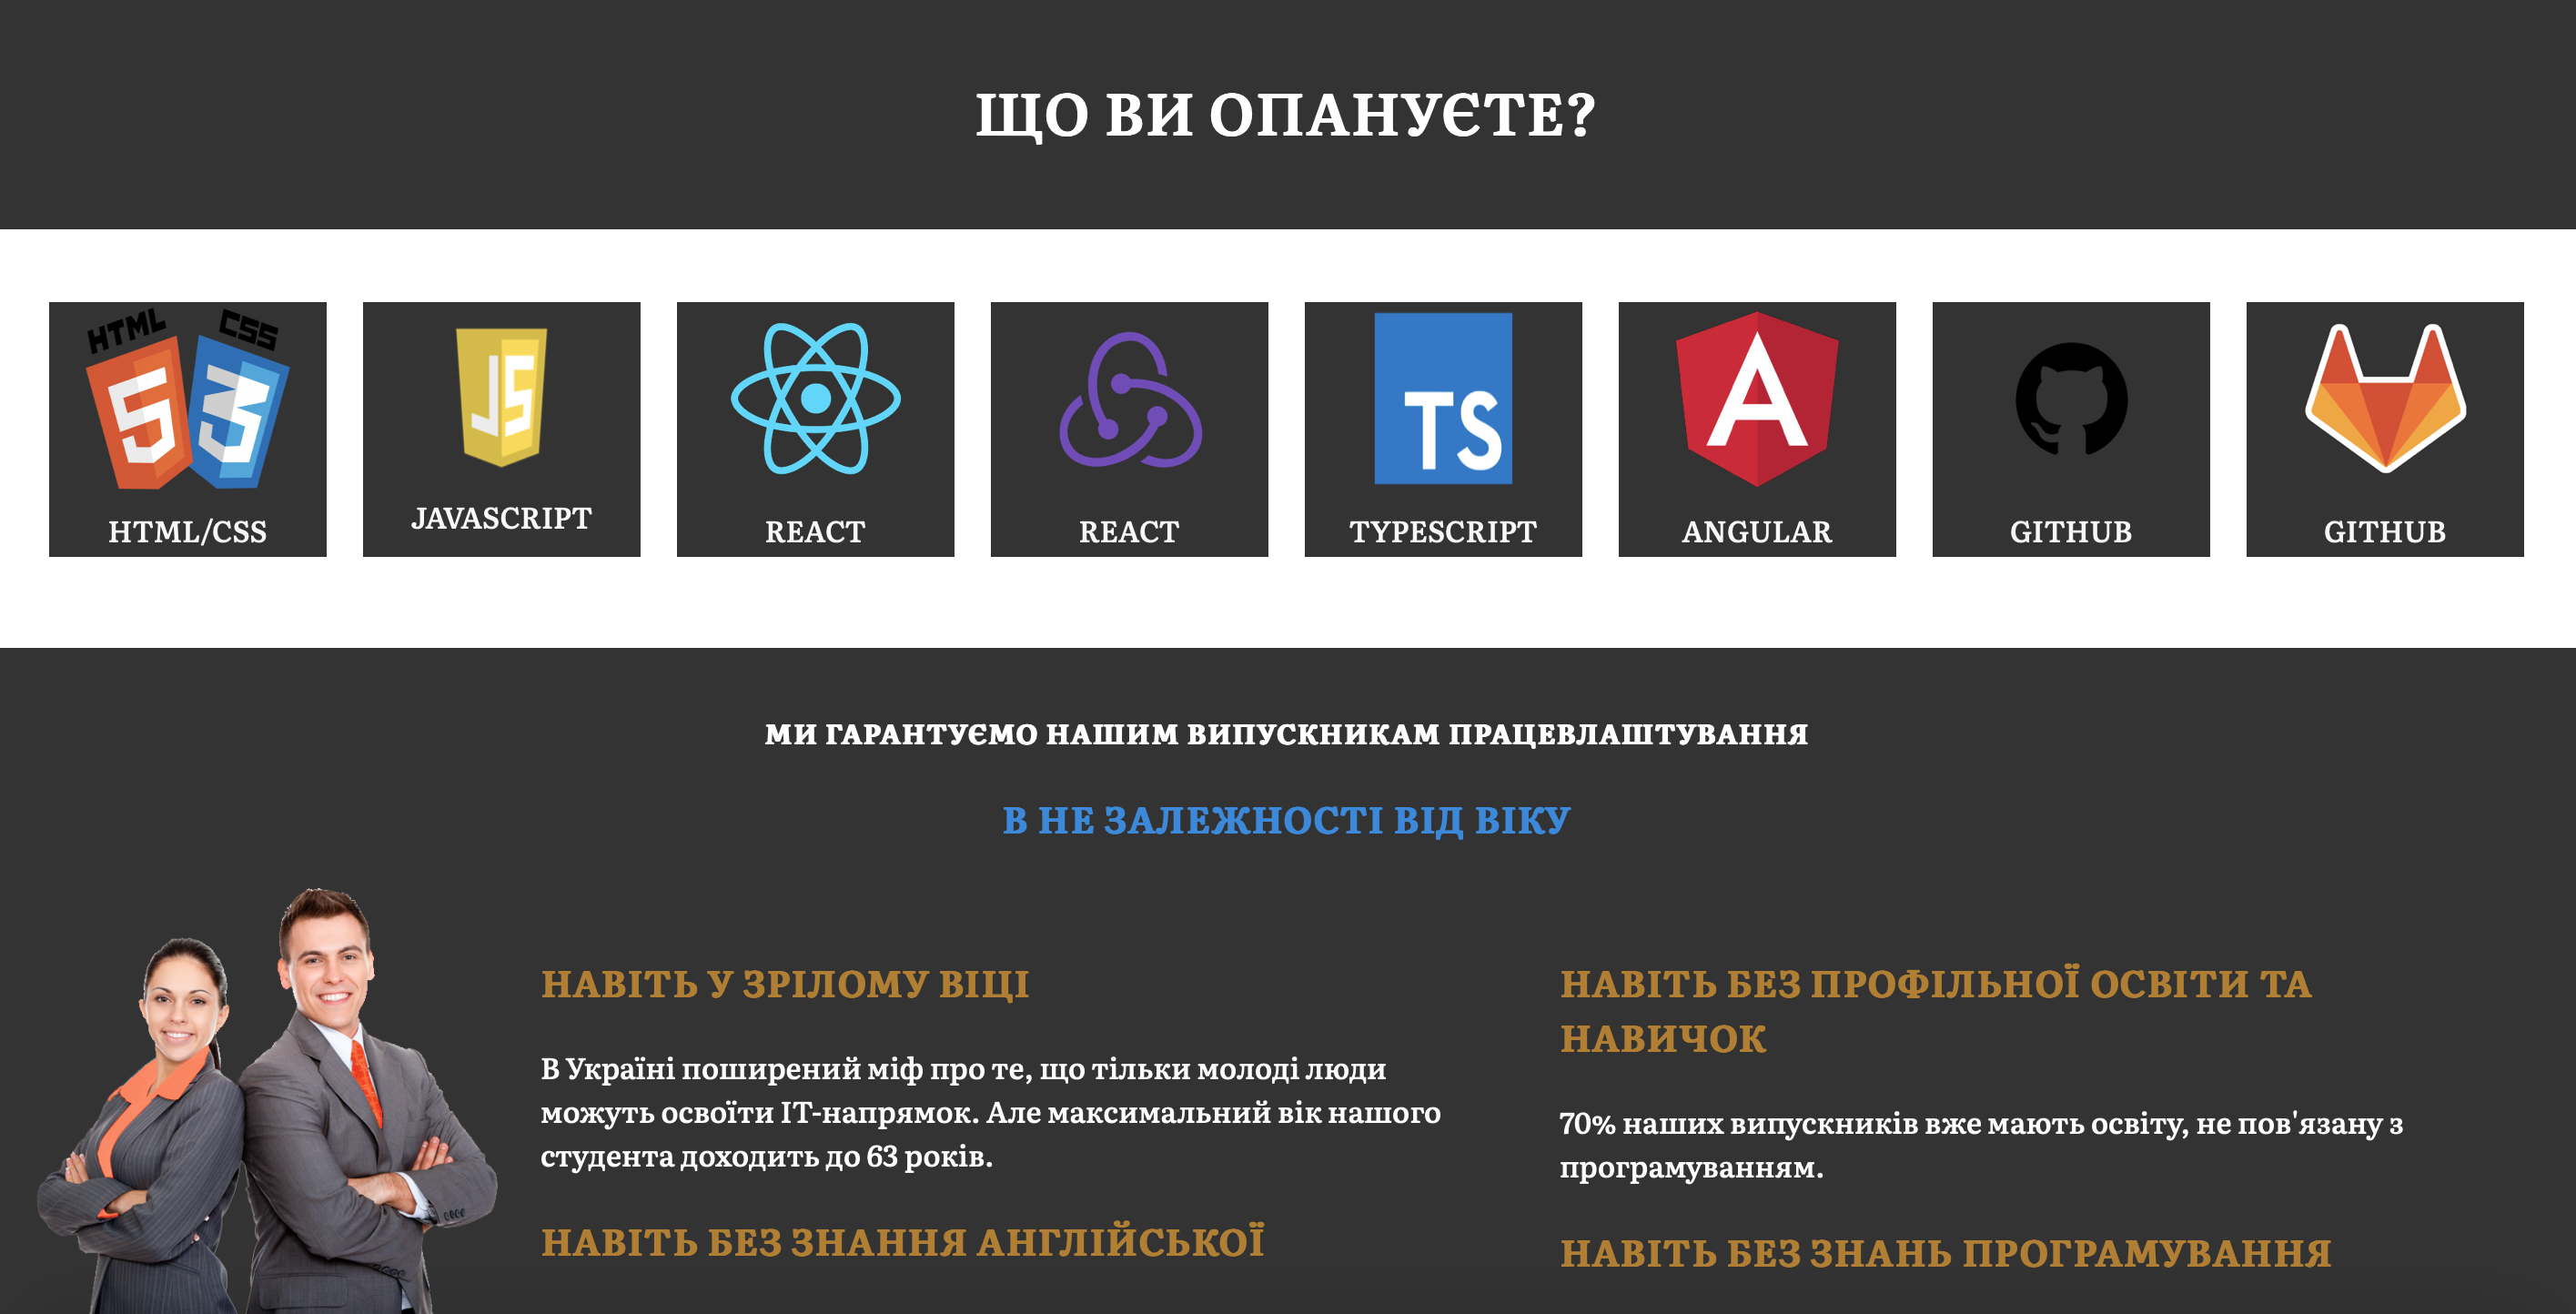 ЩО ВИ ОПАНУЄТЕ?
HTML CSS
5 3
JS
TS
A
HTML/CSS
JAVASCRIPT
REACT
REACT
TYPESCRIPT
ANGULAR
GITHUB
GITHUB
МИ ГАРАНТУЄМО НАШИМ ВИПУСКНИКАМ ПРАЦЕВЛАШТУВАННЯ
В НЕ ЗАЛЕЖНОСТІ ВІД ВІКУ
НАВІТЬ У ЗРІЛОМУ ВІЦІ
В Україні поширений міф про те, що тільки молоді люди
можуть освоїти ІТ-напрямок. Але максимальний вік нашого
студента доходить до 63 років.
НАВІТЬ БЕЗ ЗНАННЯ АНГЛІЙСЬКОЇ
НАВІТЬ БЕЗ ПРОФІЛЬНОЇ ОСВІТИ ТА
НАВИЧОК
70% наших випускників вже мають освіту, не пов'язану з
програмуванням.
НАВІТЬ БЕЗ ЗНАНЬ ПРОГРАМУВАННЯ